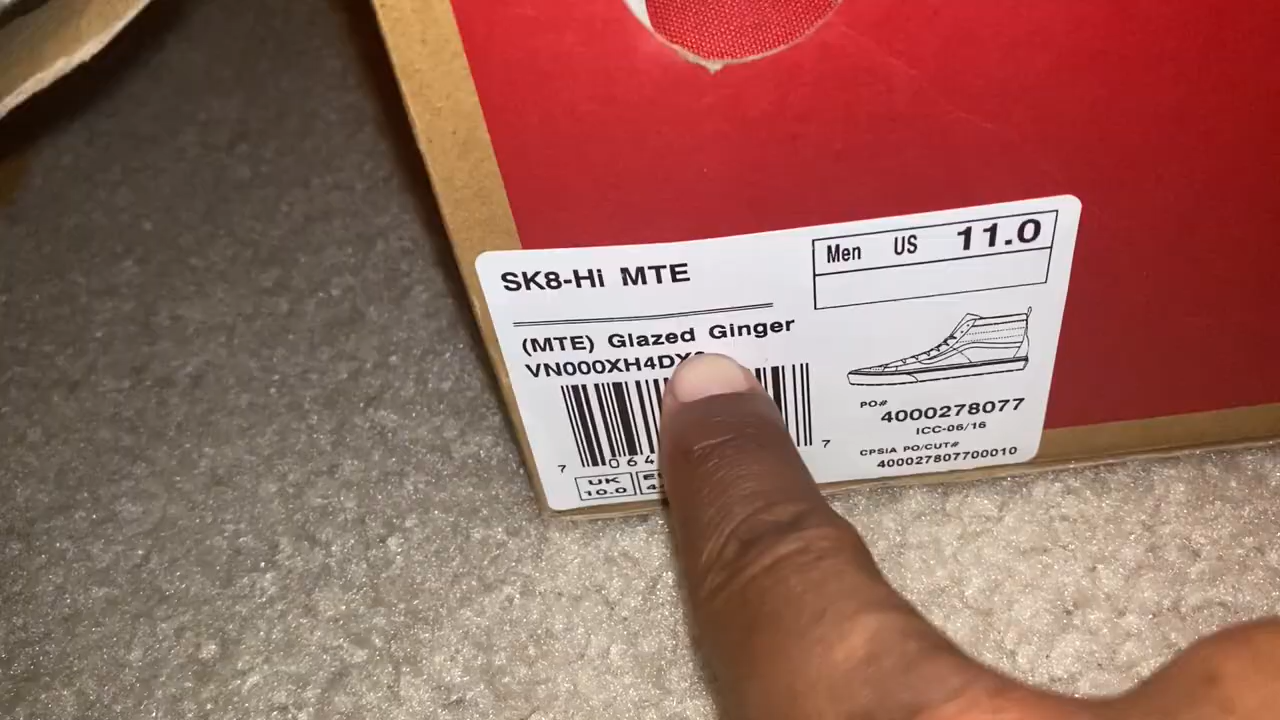 SK8-Hi MTE
Men US 11.0
(MTE) Glazed Ginger
PO#
4000278077
ICC-06/16
CPSIA PO/CUT#
400027807700010
7 064 7
UK
10.0